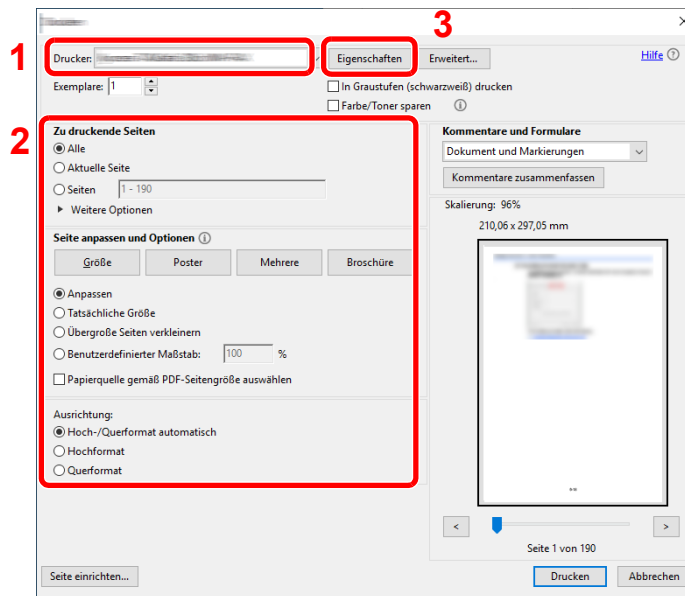 3
1
Drucker:
Eigenschaften
Erweitert...
Hilfe
Exemplare: 1
In Graustufen (schwarzweiß) drucken
Farbe/Toner sparen
2
Zu druckende Seiten
Alle
Aktuelle Seite
Seiten 1 - 190
Weitere Optionen
Seite anpassen und Optionen
Größe Poster Mehrere Broschüre
Anpassen
Tatsächliche Größe
Übergroße Seiten verkleinern
Benutzerdefinierter Maßstab: 100 %
Papierquelle gemäß PDF-Seitengröße auswählen
Ausrichtung:
Hoch-/Querformat automatisch
Hochformat
Querformat
Kommentare und Formulare
Dokument und Markierungen
Kommentare zusammenfassen
Skalierung: 96%
210,06 x 297,05 mm
< >
Seite 1 von 190
Seite einrichten...
Drucken
Abbrechen